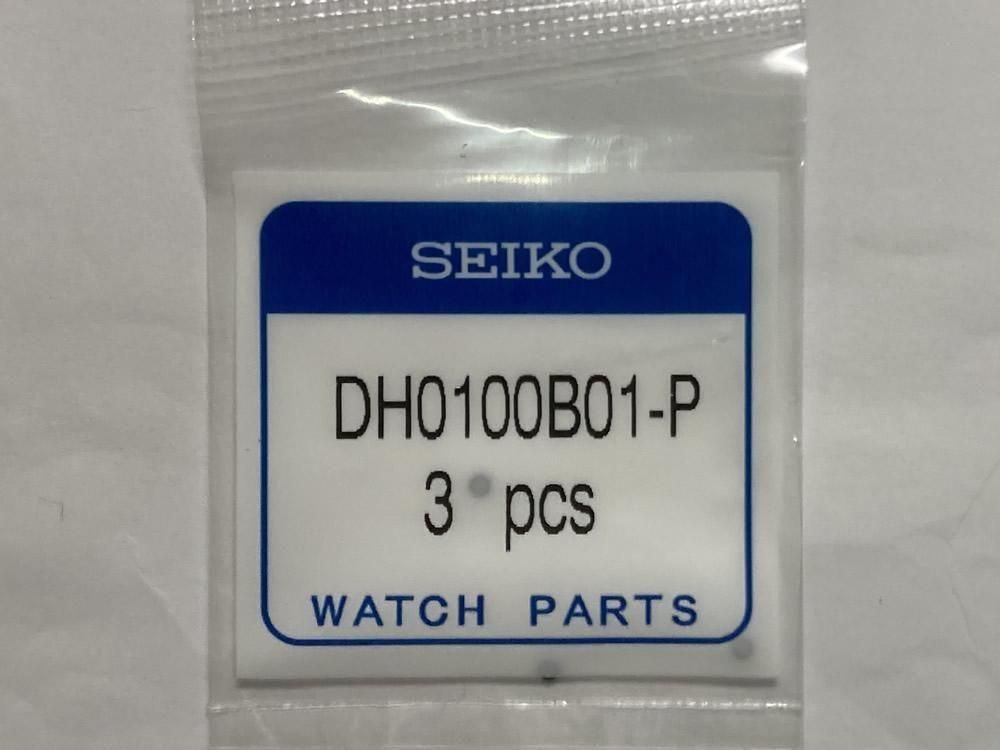 SEIKO
DH0100B01-P
3 pcs
WATCH PARTS